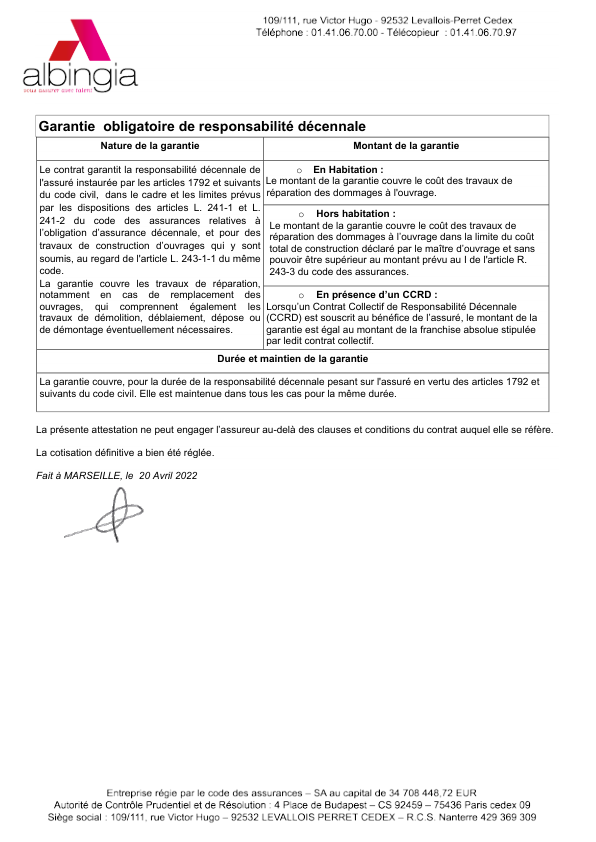 109/111, rue Victor Hugo - 92532 Levallois-Perret Cedex
Téléphone : 01.41.06.70.00 - Télécopieur : 01.41.06.70.97
albingia
vous assurer avec talent
Garantie obligatoire de responsabilité décennale
Nature de la garantie
Montant de la garantie
Le contrat garantit la responsabilité décennale de
l'assuré instaurée par les articles 1792 et suivants
du code civil, dans le cadre et les limites prévus
par les dispositions des articles L. 241-1 et L.
241-2 du code des assurances relatives à
l'obligation d'assurance décennale, et pour des
travaux de construction d'ouvrages qui y sont
soumis, au regard de l'article L. 243-1-1 du même
code.
La garantie couvre les travaux de réparation,
notamment en cas de remplacement des
ouvrages, qui comprennent également les
travaux de démolition, déblaiement, dépose ou
de démontage éventuellement nécessaires.
o En Habitation :
Le montant de la garantie couvre le coût des travaux de
réparation des dommages à l'ouvrage.
o Hors habitation :
Le montant de la garantie couvre le coût des travaux de
réparation des dommages à l'ouvrage dans la limite du coût
total de construction déclaré par le maître d'ouvrage et sans
pouvoir être supérieur au montant prévu au I de l'article R.
243-3 du code des assurances.
o En présence d'un CCRD :
Lorsqu'un Contrat Collectif de Responsabilité Décennale
(CCRD) est souscrit au bénéfice de l'assuré, le montant de la
garantie est égal au montant de la franchise absolue stipulée
par ledit contrat collectif.
Durée et maintien de la garantie
La garantie couvre, pour la durée de la responsabilité décennale pesant sur l'assuré en vertu des articles 1792 et
suivants du code civil. Elle est maintenue dans tous les cas pour la même durée.
La présente attestation ne peut engager l'assureur au-delà des clauses et conditions du contrat auquel elle se réfère.
La cotisation définitive a bien été réglée.
Fait à MARSEILLE, le 20 Avril 2022
Entreprise régie par le code des assurances – SA au capital de 34 708 448,72 EUR
Autorité de Contrôle Prudentiel et de Résolution : 4 Place de Budapest – CS 92459 – 75436 Paris cedex 09
Siège social : 109/111, rue Victor Hugo – 92532 LEVALLOIS PERRET CEDEX – R.C.S. Nanterre 429 369 309